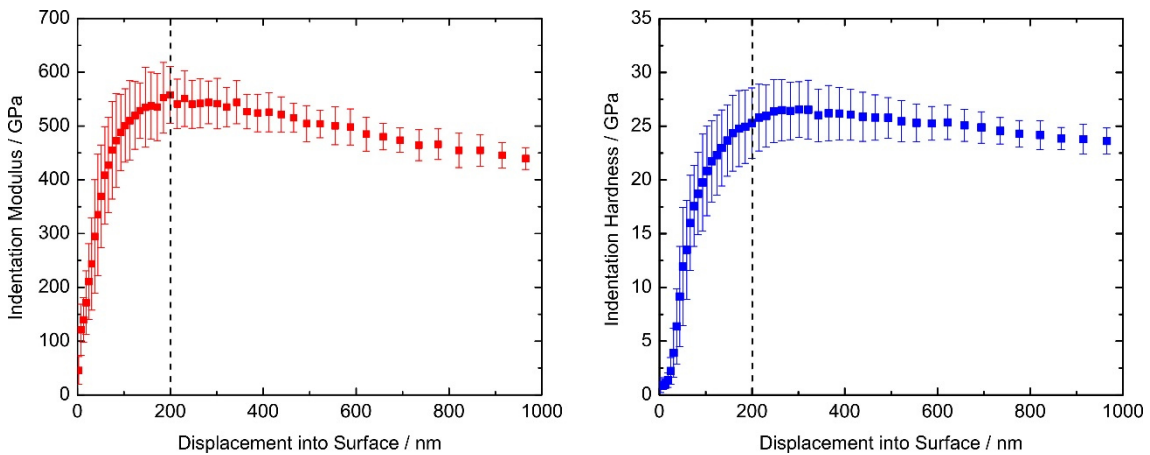 700
600
500
400
300
200
100
0
Indentation Modulus / GPa
0 200 400 600 800 1000
Displacement into Surface / nm
35
30
25
20
15
10
5
0
Indentation Hardness / GPa
0 200 400 600 800 1000
Displacement into Surface / nm